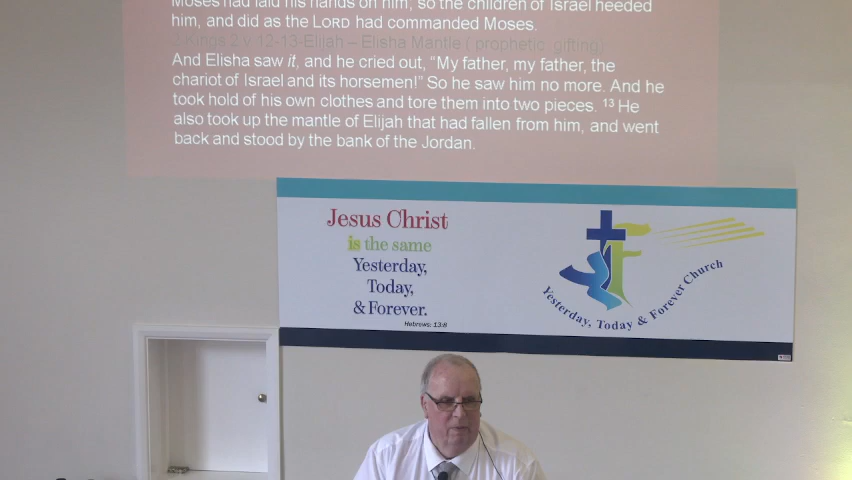 Moses had laid his hands on him; so the children of Israel heeded
him, and did as the LORD had commanded Moses.
2 Kings 2 v 12-13 Elijah – Elisha Mantle ( prophetic gifting)
And Elisha saw it, and he cried out, “My father, my father, the
chariot of Israel and its horsemen!” So he saw him no more. And he
took hold of his own clothes and tore them into two pieces. ¹³ He
also took up the mantle of Elijah that had fallen from him, and went
back and stood by the bank of the Jordan.
Jesus Christ
is the same
Yesterday,
Today,
& Forever.
Hebrews: 13:8
Yesterday, Today & Forever Church